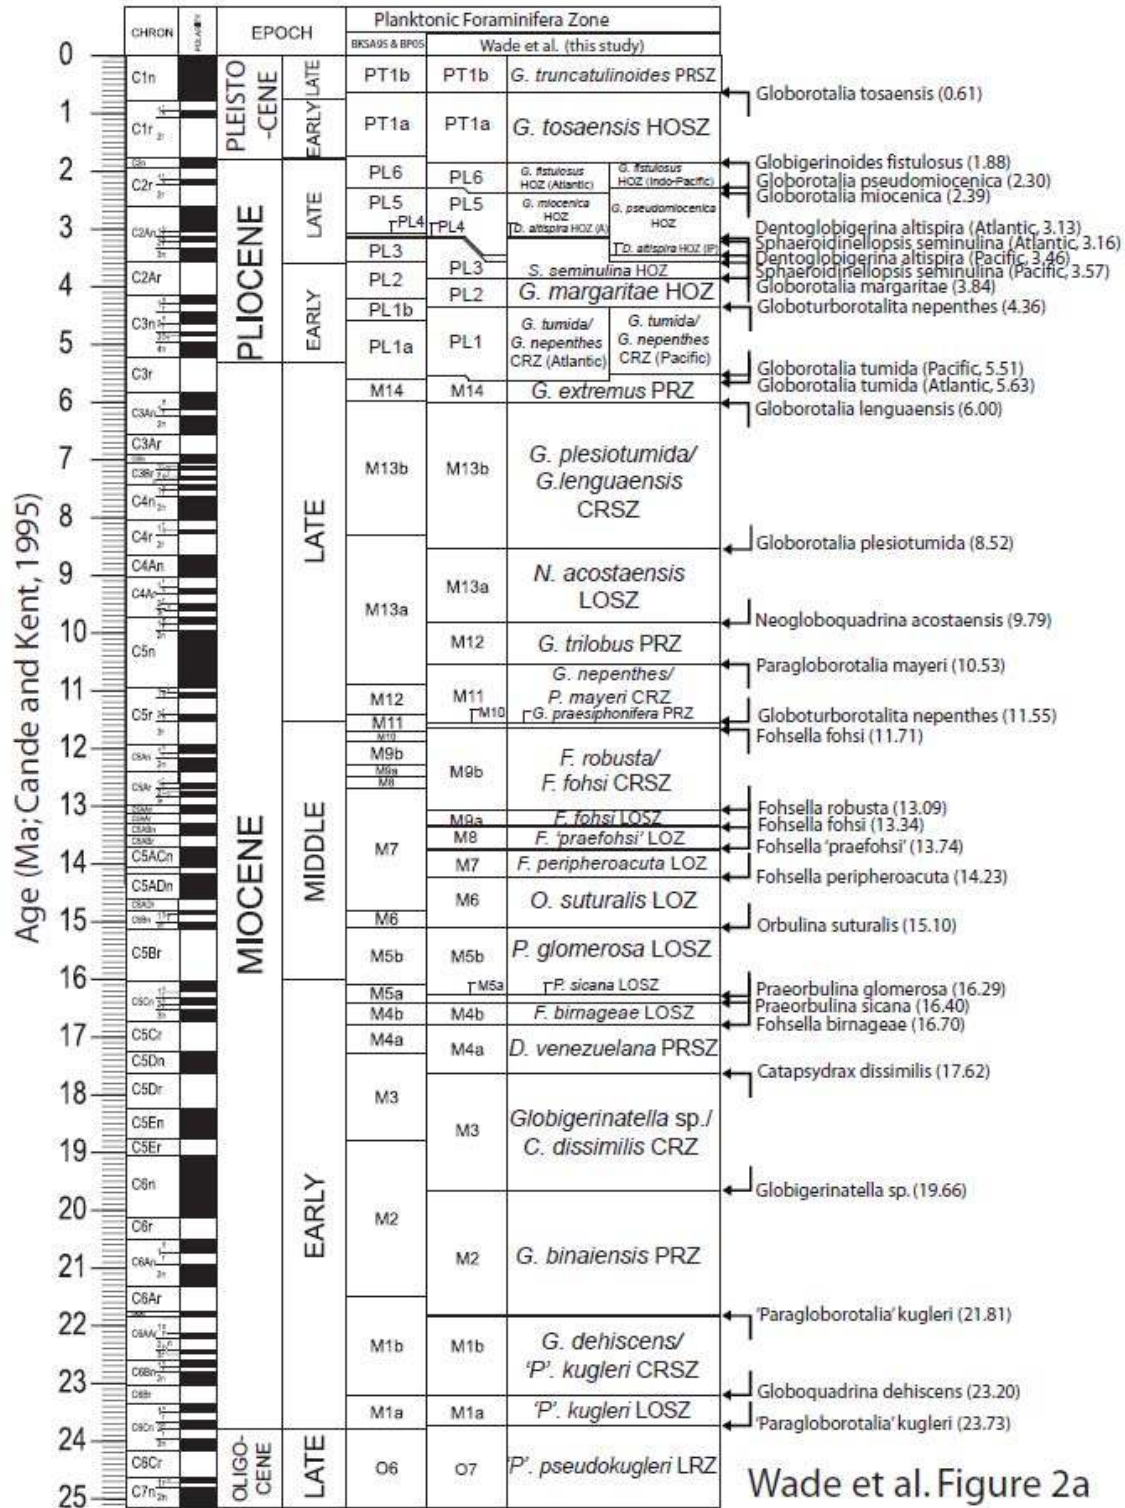 Planktonic Foraminifera Zone
CHRON
POLARITY
EPOCH
BKSA95 & BP05
Wade et al. (this study)
Age (Ma; Cande and Kent, 1995)
0
1
2
3
4
5
6
7
8
9
10
11
12
13
14
15
16
17
18
19
20
21
22
23
24
25
C1n
C1r
C2r
C2An
C2Ar
C3n
C3r
C3An
C3Ar
C3Br
C4n
C4r
C4An
C4Ar
C5n
C5r
C5An
C5Ar
C5ACn
C5ADn
C5Br
C5Cn
C5Cr
C5Dn
C5Dr
C5En
C5Er
C6n
C6r
C6An
C6Ar
C6AAr
C6Bn
C6Br
C6Cn
C6Cr
C7n
PLEISTO
-CENE
PLIOCENE
MIOCENE
OLIGO-
CENE
LATE
EARLY
LATE
EARLY
LATE
MIDDLE
EARLY
LATE
PT1b
PT1a
PL6
PL5
PL4
PL3
PL2
PL1b
PL1a
M14
M13b
M13a
M12
M11
M10
M9b
M9a
M8
M7
M6
M5b
M5a
M4b
M4a
M3
M2
M1b
M1a
O6
PT1b
PT1a
PL6
PL5
PL4
PL3
PL2
PL1
M14
M13b
M13a
M12
M11
M10
M9b
M9a
M8
M7
M6
M5b
M5a
M4b
M4a
M3
M2
M1b
M1a
O7
G. truncatulinoides PRSZ
G. tosaensis HOSZ
G. fistulosus
HOZ (Atlantic)
G. fistulosus
HOZ (Indo-Pacific)
G. miocenica
HOZ
D. altispira HOZ (A)
G. pseudomiocenica
HOZ
D. altispira HOZ (IP)
S. seminulina HOZ
G. margaritae HOZ
G. tumida/
G. nepenthes
CRZ (Atlantic)
G. tumida/
G. nepenthes
CRZ (Pacific)
G. extremus PRZ
G. plesiotumida/
G.lenguaensis
CRSZ
N. acostaensis
LOSZ
G. trilobus PRZ
G. nepenthes/
P. mayeri CRZ
G. praesiphonifera PRZ
F. robusta/
F. fohsi CRSZ
F. fohsi LOSZ
F. 'praefohsi' LOZ
F. peripheroacuta LOZ
O. suturalis LOZ
P. glomerosa LOSZ
P. sicana LOSZ
F. birnageae LOSZ
D. venezuelana PRSZ
Globigerinatella sp./
C. dissimilis CRZ
G. binaiensis PRZ
G. dehiscens/
'P'. kugleri CRSZ
'P'. kugleri LOSZ
'P'. pseudokugleri LRZ
Globorotalia tosaensis (0.61)
Globigerinoides fistulosus (1.88)
Globorotalia pseudomiocenica (2.30)
Globorotalia miocenica (2.39)
Dentoglobigerina altispira (Atlantic, 3.13)
Sphaeroidinellopsis seminulina (Atlantic, 3.16)
Dentoglobigerina altispira (Pacific, 3.46)
Sphaeroidinellopsis seminulina (Pacific, 3.57)
Globorotalia margaritae (3.84)
Globoturborotalita nepenthes (4.36)
Globorotalia tumida (Pacific, 5.51)
Globorotalia tumida (Atlantic, 5.63)
Globorotalia lenguaensis (6.00)
Globorotalia plesiotumida (8.52)
Neogloboquadrina acostaensis (9.79)
Paragloborotalia mayeri (10.53)
Globoturborotalita nepenthes (11.55)
Fohsella fohsi (11.71)
Fohsella robusta (13.09)
Fohsella fohsi (13.34)
Fohsella 'praefohsi' (13.74)
Fohsella peripheroacuta (14.23)
Orbulina suturalis (15.10)
Praeorbulina glomerosa (16.29)
Praeorbulina sicana (16.40)
Fohsella birnageae (16.70)
Catapsydrax dissimilis (17.62)
Globigerinatella sp. (19.66)
'Paragloborotalia' kugleri (21.81)
Globoquadrina dehiscens (23.20)
'Paragloborotalia' kugleri (23.73)
Wade et al. Figure 2a